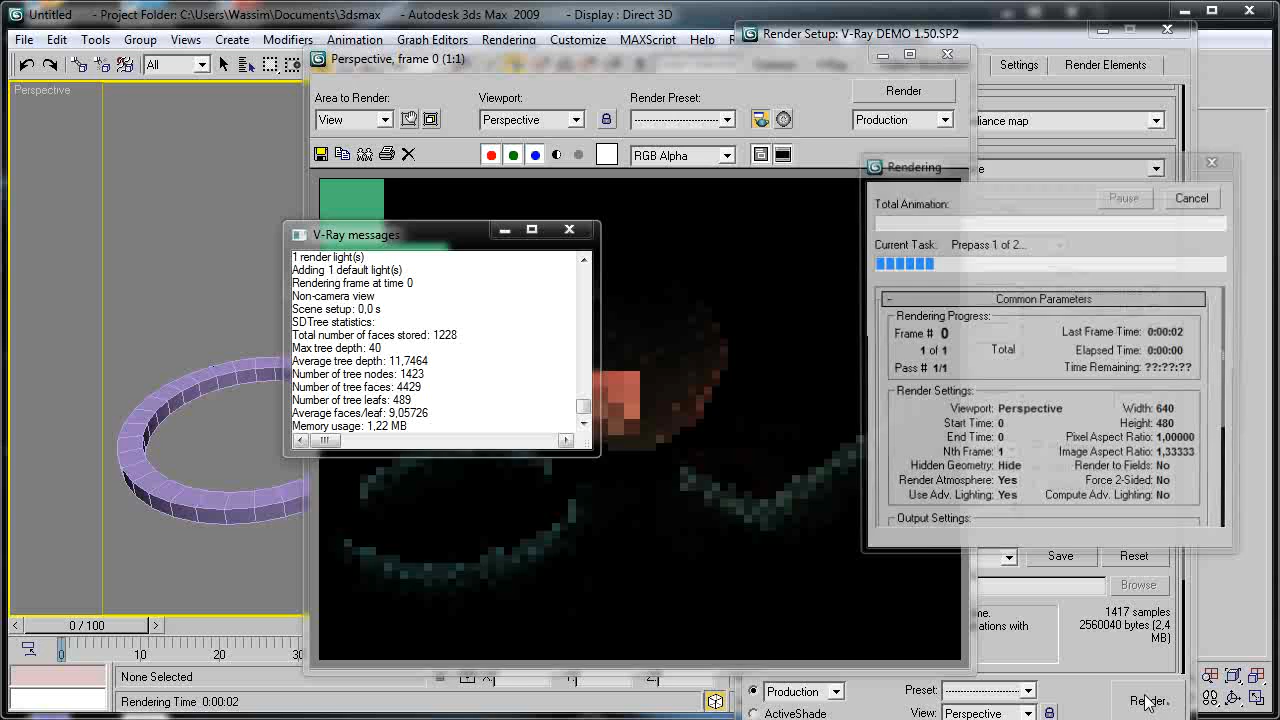 Untitled - Project Folder: C:\Users\Wassim\Documents\3dsmax - Autodesk 3ds Max 2009 - Display : Direct 3D
File Edit Tools Group Views Create Modifiers Animation Graph Editors Rendering Customize MAXScript Help
Render Setup: V-Ray DEMO 1.50.SP2
Settings Render Elements
All
Perspective
Perspective, frame 0 (1:1)
Area to Render:
View
Viewport:
Perspective
Render Preset:
Render
Production
RGB Alpha
liance map
V-Ray messages
1 render light(s)
Adding 1 default light(s)
Rendering frame at time 0
Non-camera view
Scene setup: 0,0 s
SDTree statistics:
Total number of faces stored: 1228
Max tree depth: 40
Average tree depth: 11,7464
Number of tree nodes: 1423
Number of tree faces: 4429
Number of tree leafs: 489
Average faces/leaf: 9,05726
Memory usage: 1,22 MB
Rendering
Total Animation:
Pause Cancel
Current Task: Prepass 1 of 2...
Common Parameters
Rendering Progress:
Frame # 0
Last Frame Time: 0:00:02
1 of 1 Total
Elapsed Time: 0:00:00
Pass # 1/1
Time Remaining: ??:??:??
Render Settings:
Viewport: Perspective
Width: 640
Start Time: 0
Height: 480
End Time: 0
Pixel Aspect Ratio: 1,00000
Nth Frame: 1
Image Aspect Ratio: 1,33333
Hidden Geometry: Hide
Render to Fields: No
Render Atmosphere: Yes
Force 2-Sided: No
Use Adv. Lighting: Yes
Compute Adv. Lighting: No
Output Settings:
Save Reset
Browse
me.
ations with
1417 samples
2560040 bytes (2,4
MB)
0 / 100
0 10 20 30
None Selected
Rendering Time 0:00:02
Production
ActiveShade
Preset:
View: Perspective
Render